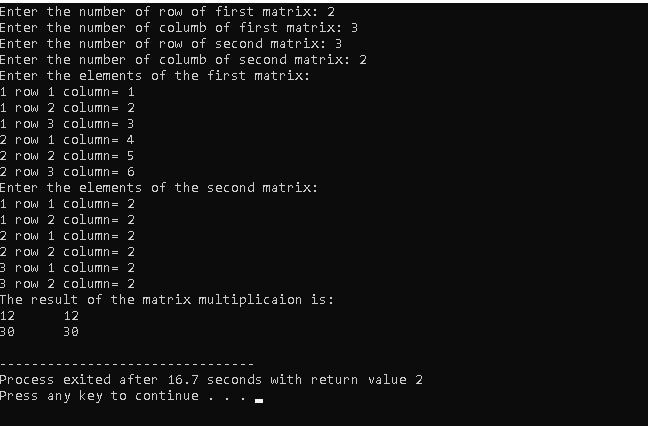 Enter the number of row of first matrix: 2
Enter the number of columb of first matrix: 3
Enter the number of row of second matrix: 3
Enter the number of columb of second matrix: 2
Enter the elements of the first matrix:
1 row 1 column= 1
1 row 2 column= 2
1 row 3 column= 3
2 row 1 column= 4
2 row 2 column= 5
2 row 3 column= 6
Enter the elements of the second matrix:
1 row 1 column= 2
1 row 2 column= 2
2 row 1 column= 2
2 row 2 column= 2
3 row 1 column= 2
3 row 2 column= 2
The result of the matrix multiplicaion is:
12      12
30      30
--------------------------------
Process exited after 16.7 seconds with return value 2
Press any key to continue . . .